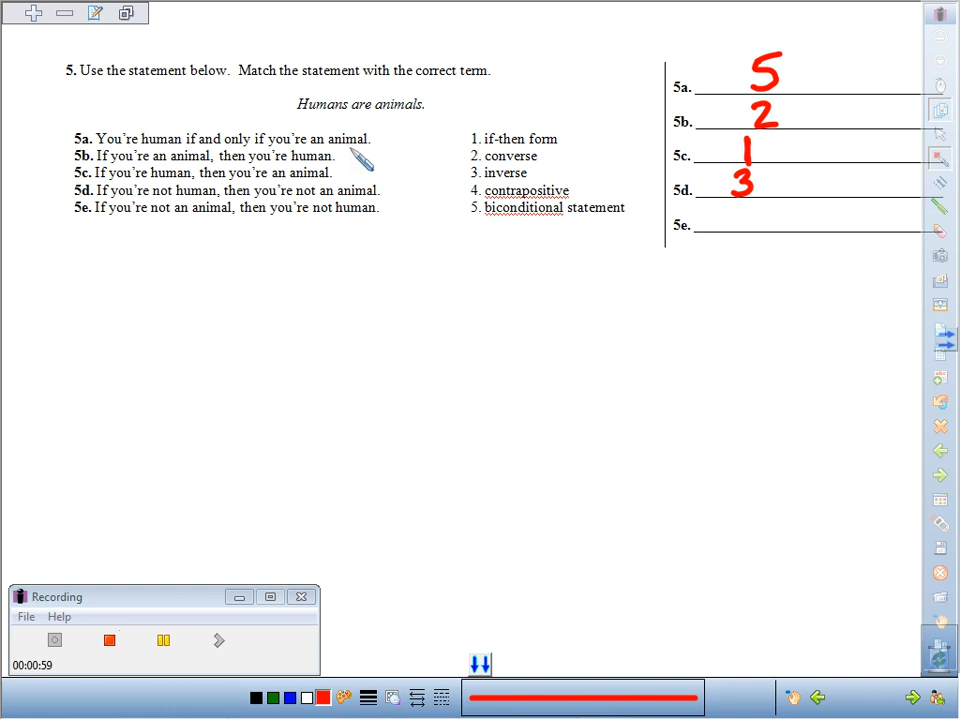 5. Use the statement below.  Match the statement with the correct term.
Humans are animals.
5a. You're human if and only if you're an animal.
5b. If you're an animal, then you're human.
5c. If you're human, then you're an animal.
5d. If you're not human, then you're not an animal.
5e. If you're not an animal, then you're not human.
1. if-then form
2. converse
3. inverse
4. contrapositive
5. biconditional statement
5a. 5
5b. 2
5c. 1
5d. 3
5e.
Recording
File Help
00:00:59